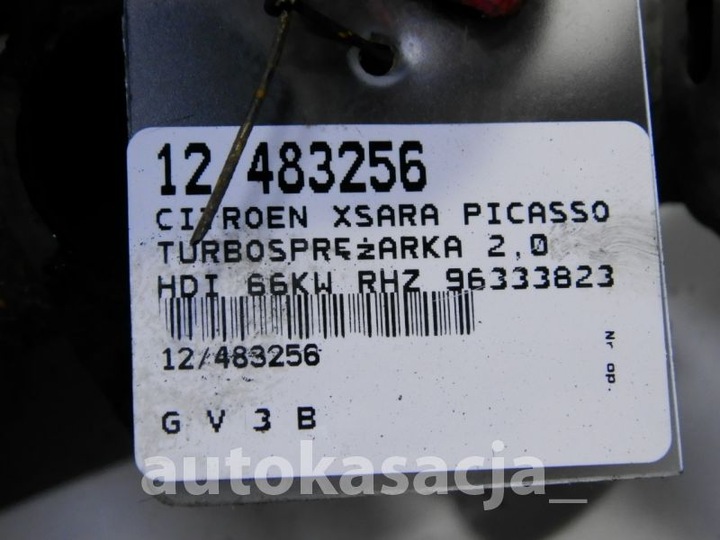 12/483256
CITROEN XSARA PICASSO
TURBOSPRĘżARKA 2,0
HDI 66KW RHZ 96333823
12/483256
Nr op.
G V 3 B
autokasacja_